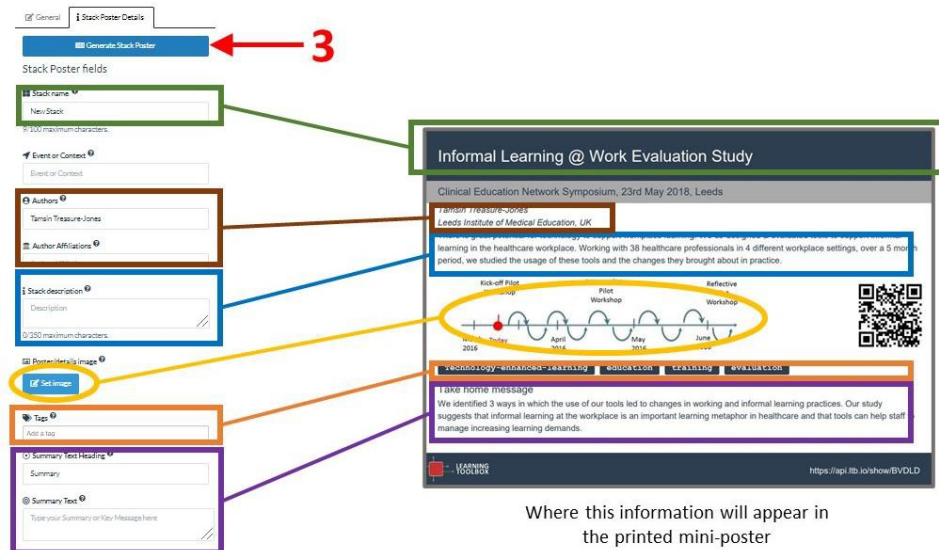 General
Stack Poster Details
Generate Stack Poster
3
Stack Poster fields
Stack name
New Stack
9/100 maximum characters.
Event or Context
Event or Context
Authors
Tamsin Treasure-Jones
Author Affiliations
Stack description
Description
0/350 maximum characters.
Poster/details image
Set image
Tags
Add a tag
Summary Text Heading
Summary
Summary Text
Type your Summary or Key Message here
Informal Learning @ Work Evaluation Study
Clinical Education Network Symposium, 23rd May 2018, Leeds
Tamsin Treasure-Jones
Leeds Institute of Medical Education, UK
learning in the healthcare workplace. Working with 38 healthcare professionals in 4 different workplace settings, over a 5 month
period, we studied the usage of these tools and the changes they brought about in practice.
Kick-off Pilot
Pilot
Workshop
Reflective
Workshop
2016
Today
April
2016
May
2016
June
technology-enhanced-learning education training evaluation
Take home message
We identified 3 ways in which the use of our tools led to changes in working and informal learning practices. Our study
suggests that informal learning at the workplace is an important learning metaphor in healthcare and that tools can help staff
manage increasing learning demands.
LEARNING
TOOLBOX
https://api.ltb.io/show/BVDLD
Where this information will appear in
the printed mini-poster